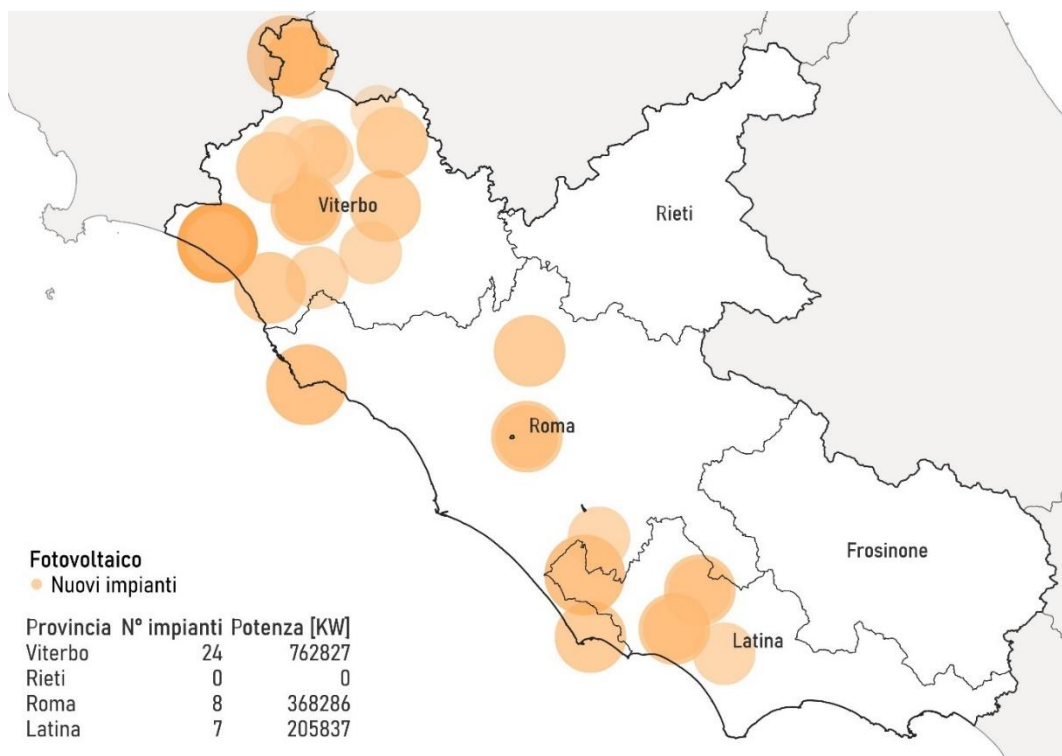 Viterbo
Rieti
Roma
Frosinone
Latina
Fotovoltaico
Nuovi impianti
Provincia N° impianti Potenza [KW]
Viterbo 24 762827
Rieti 0 0
Roma 8 368286
Latina 7 205837